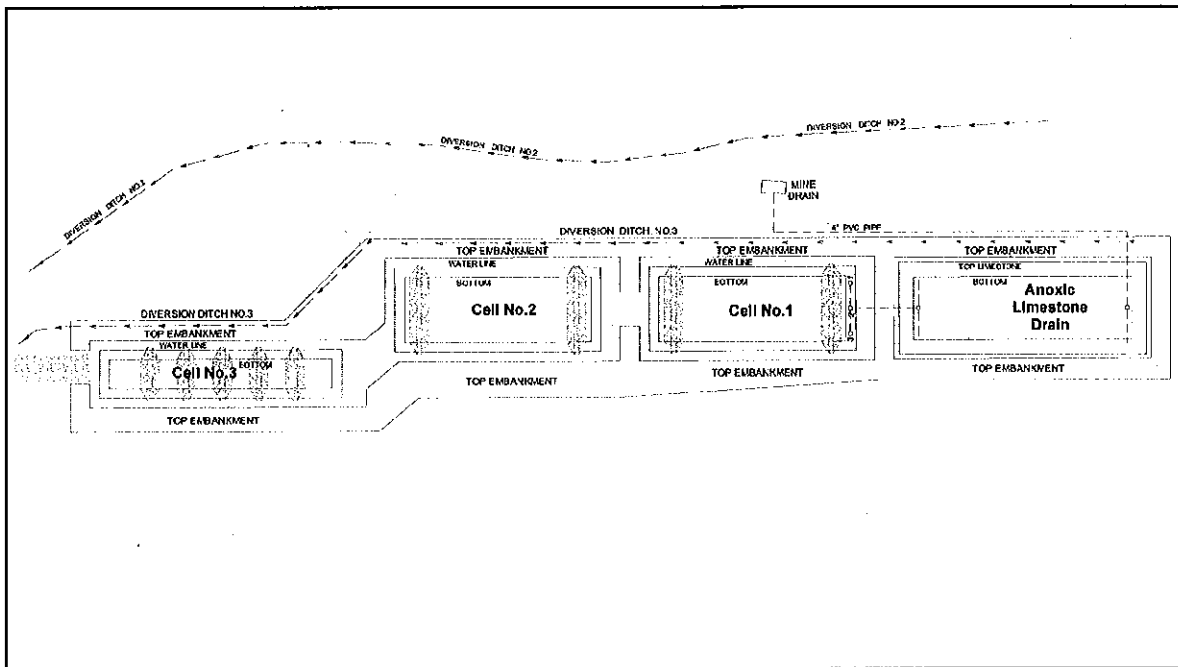 DIVERSION DITCH NO.2
DIVERSION DITCH NO.2
DIVERSION DITCH NO.3
MINE
DRAIN
4" PVC PIPE
DIVERSION DITCH NO.3
TOP EMBANKMENT
TOP EMBANKMENT
TOP EMBANKMENT
WATER LINE
WATER LINE
TOP LIMESTONE
BOTTOM
BOTTOM
BOTTOM
Cell No.2
Cell No.1
Anoxic
Limestone
Drain
DIVERSION DITCH NO.3
TOP EMBANKMENT
WATER LINE
BOTTOM
Cell No.3
TOP EMBANKMENT
TOP EMBANKMENT
TOP EMBANKMENT
TOP EMBANKMENT